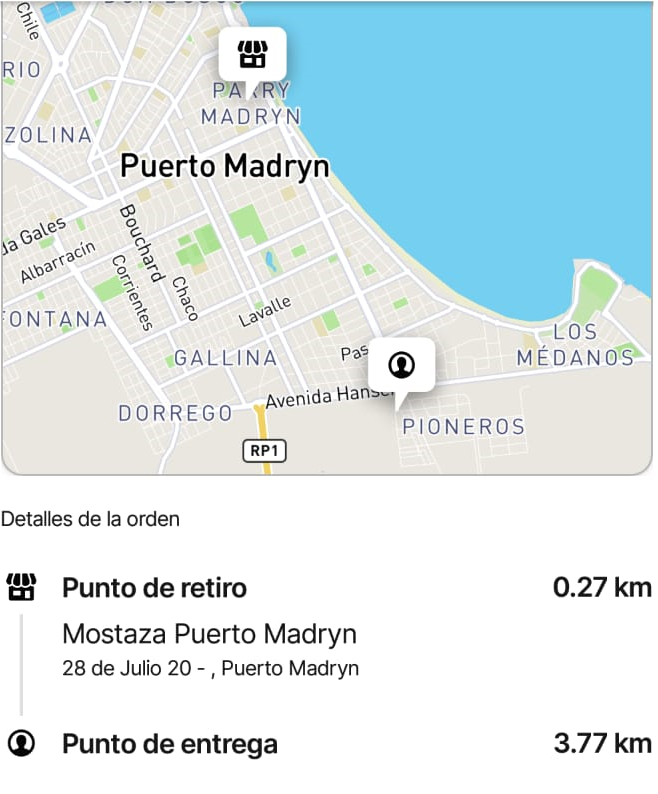 Chile
RIO
PARRY
MADRYN
ZOLINA
Puerto Madryn
da Gales
Albarracín
Bouchard
Corrientes
Chaco
Lavalle
FONTANA
GALLINA
Pas
LOS
MÉDANOS
Avenida Hanse
DORREGO
PIONEROS
RP1
Detalles de la orden
Punto de retiro 0.27 km
Mostaza Puerto Madryn
28 de Julio 20 - , Puerto Madryn
Punto de entrega 3.77 km